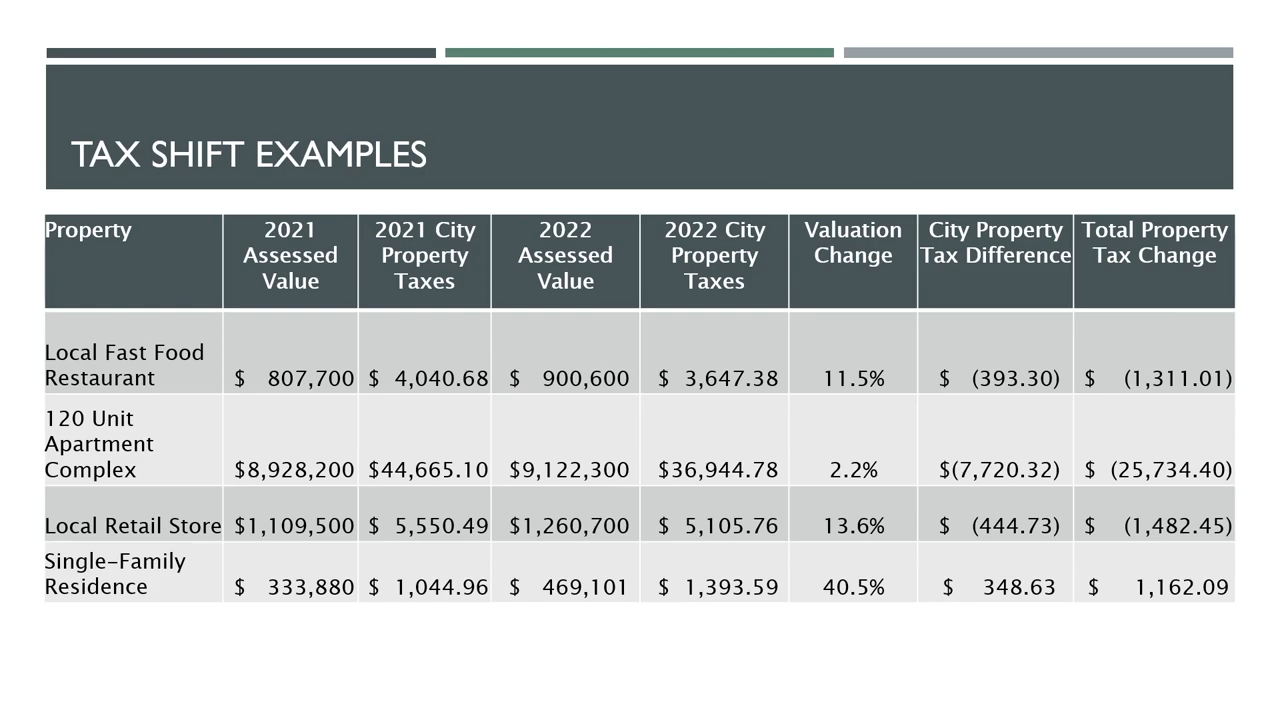 TAX SHIFT EXAMPLES
Property | 2021 Assessed Value | 2021 City Property Taxes | 2022 Assessed Value | 2022 City Property Taxes | Valuation Change | City Property Tax Difference | Total Property Tax Change
Local Fast Food Restaurant | $ 807,700 | $ 4,040.68 | $ 900,600 | $ 3,647.38 | 11.5% | $ (393.30) | $ (1,311.01)
120 Unit Apartment Complex | $8,928,200 | $44,665.10 | $9,122,300 | $36,944.78 | 2.2% | $(7,720.32) | $ (25,734.40)
Local Retail Store | $1,109,500 | $ 5,550.49 | $1,260,700 | $ 5,105.76 | 13.6% | $ (444.73) | $ (1,482.45)
Single-Family Residence | $ 333,880 | $ 1,044.96 | $ 469,101 | $ 1,393.59 | 40.5% | $ 348.63 | $ 1,162.09